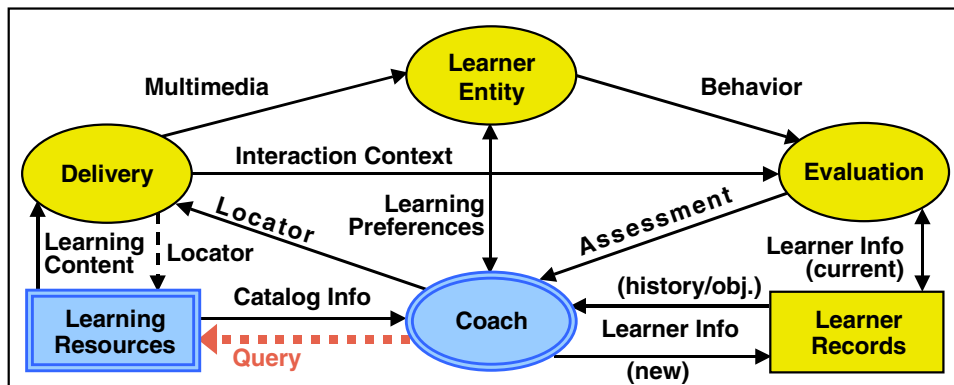 Learner
Entity
Multimedia
Behavior
Interaction Context
Delivery
Evaluation
Learning
Preferences
Locator
Assessment
Learning
Content
Locator
Learner Info
(current)
Catalog Info
(history/obj.)
Learning
Resources
Coach
Learner Info
Learner
Records
Query
(new)